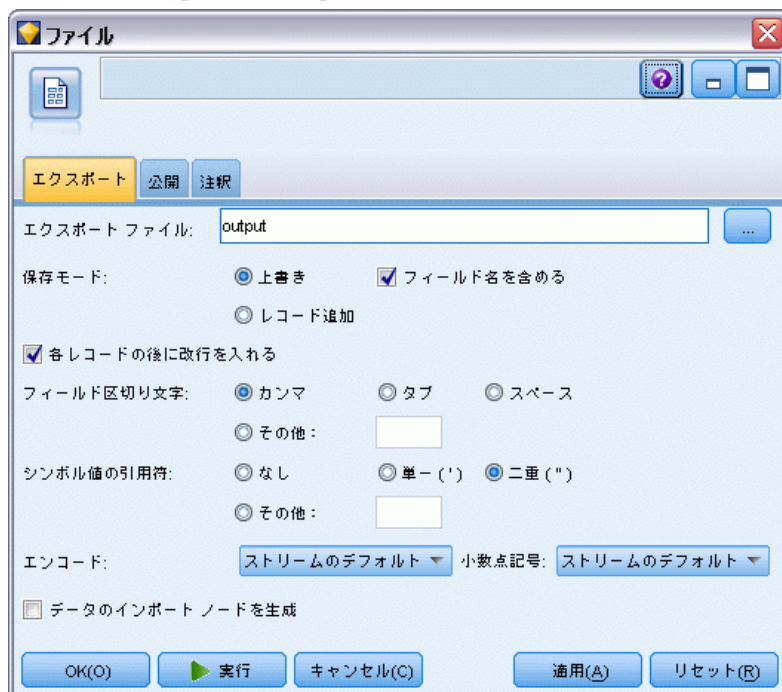 ファイル
エクスポート 公開 注釈
エクスポート ファイル: output ...
保存モード: 上書き フィールド名を含める
レコード追加
各レコードの後に改行を入れる
フィールド区切り文字: カンマ タブ スペース
その他:
シンボル値の引用符: なし 単一(') 二重(")
その他:
エンコード: ストリームのデフォルト 小数点記号: ストリームのデフォルト
データのインポート ノードを生成
OK(O) 実行 キャンセル(C) 適用(A) リセット(R)